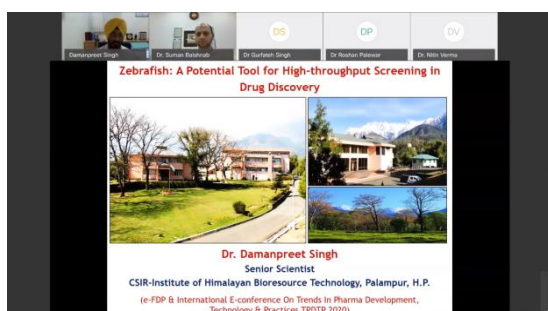 DS
DP
DV
Damanpreet Singh
Dr. Suman Baishnab
Dr Gurfateh Singh
Dr Roshan Palewar
Dr. Nitin Verma
Zebrafish: A Potential Tool for High-throughput Screening in
Drug Discovery
Dr. Damanpreet Singh
Senior Scientist
CSIR-Institute of Himalayan Bioresource Technology, Palampur, H.P.
(e-FDP & International E-conference On Trends In Pharma Development,
Technology & Practices TPDTP 2020)